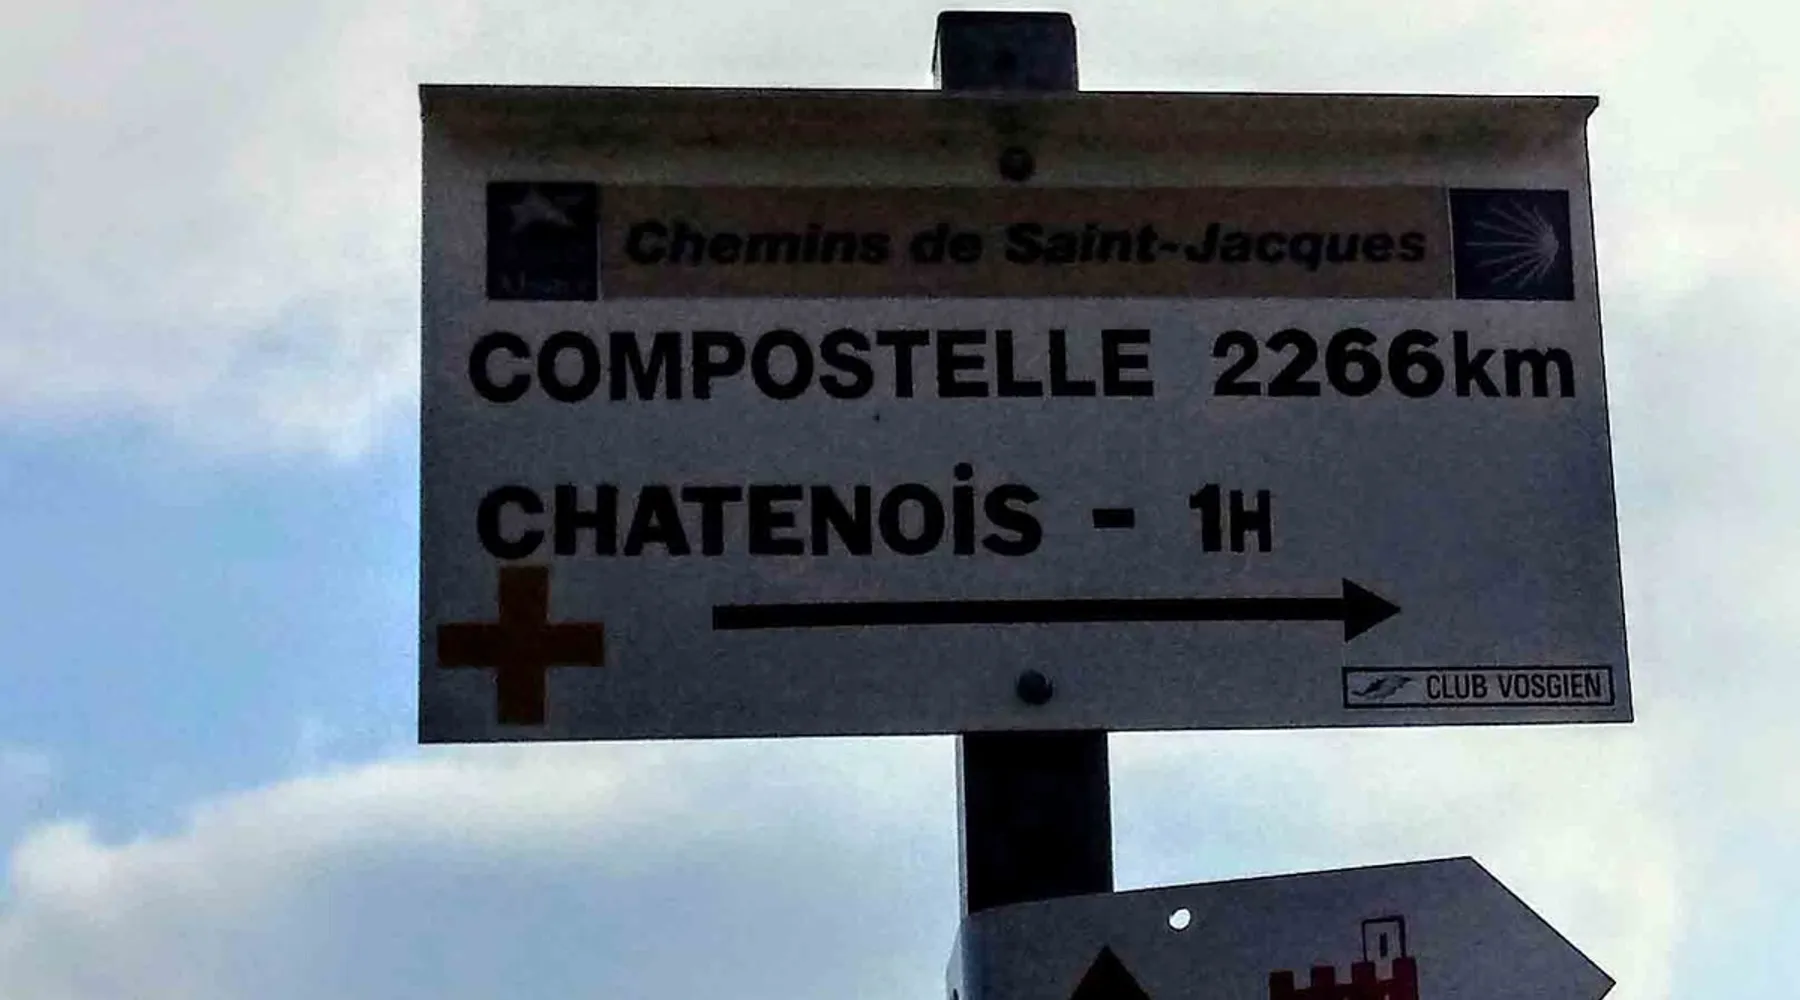 Chemins de Saint-Jacques
COMPOSTELLE 2266km
CHATENOiS - 1H
CLUB VOSGIEN